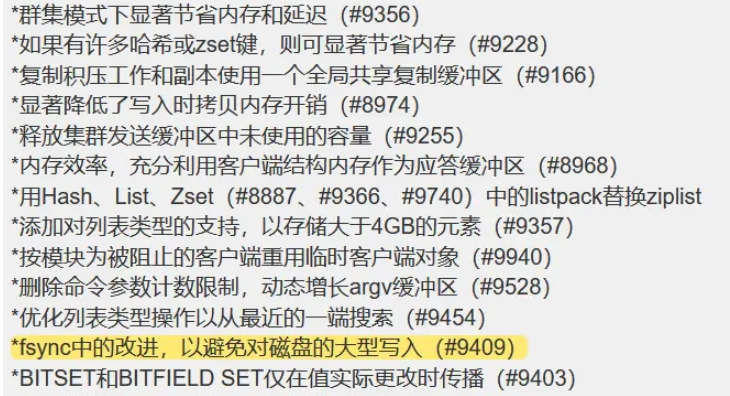 *群集模式下显著节省内存和延迟（#9356）
*如果有许多哈希或zset键，则可显著节省内存（#9228）
*复制积压工作和副本使用一个全局共享复制缓冲区（#9166）
*显著降低了写入时拷贝内存开销（#8974）
*释放集群发送缓冲区中未使用的容量（#9255）
*内存效率，充分利用客户端结构内存作为应答缓冲区（#8968）
*用Hash、List、Zset（#8887、#9366、#9740）中的listpack替换ziplist
*添加对列表类型的支持，以存储大于4GB的元素（#9357）
*按模块为被阻止的客户端重用临时客户端对象（#9940）
*删除命令参数计数限制，动态增长argv缓冲区（#9528）
*优化列表类型操作以从最近的一端搜索（#9454）
*fsync中的改进，以避免对磁盘的大型写入（#9409）
*BITSET和BITFIELD SET仅在值实际更改时传播（#9403）